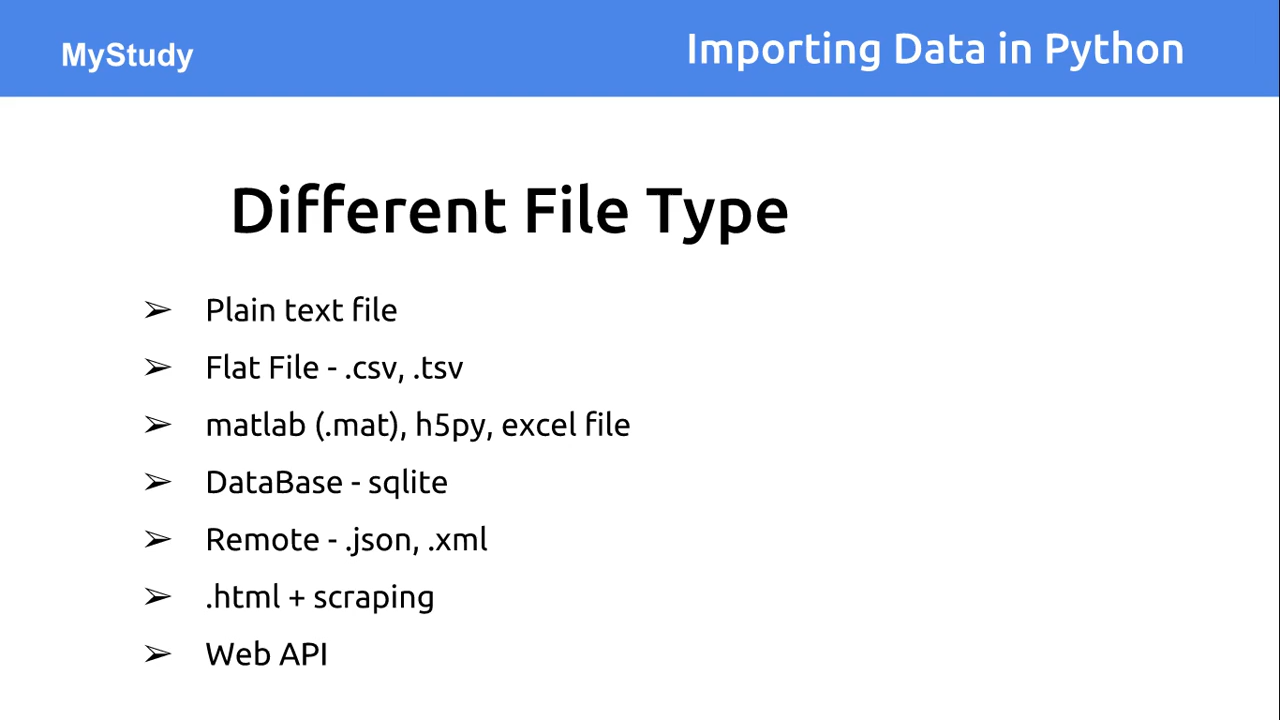 MyStudy
Importing Data in Python
Different File Type
➢ Plain text file
➢ Flat File - .csv, .tsv
➢ matlab (.mat), h5py, excel file
➢ DataBase - sqlite
➢ Remote - .json, .xml
➢ .html + scraping
➢ Web API